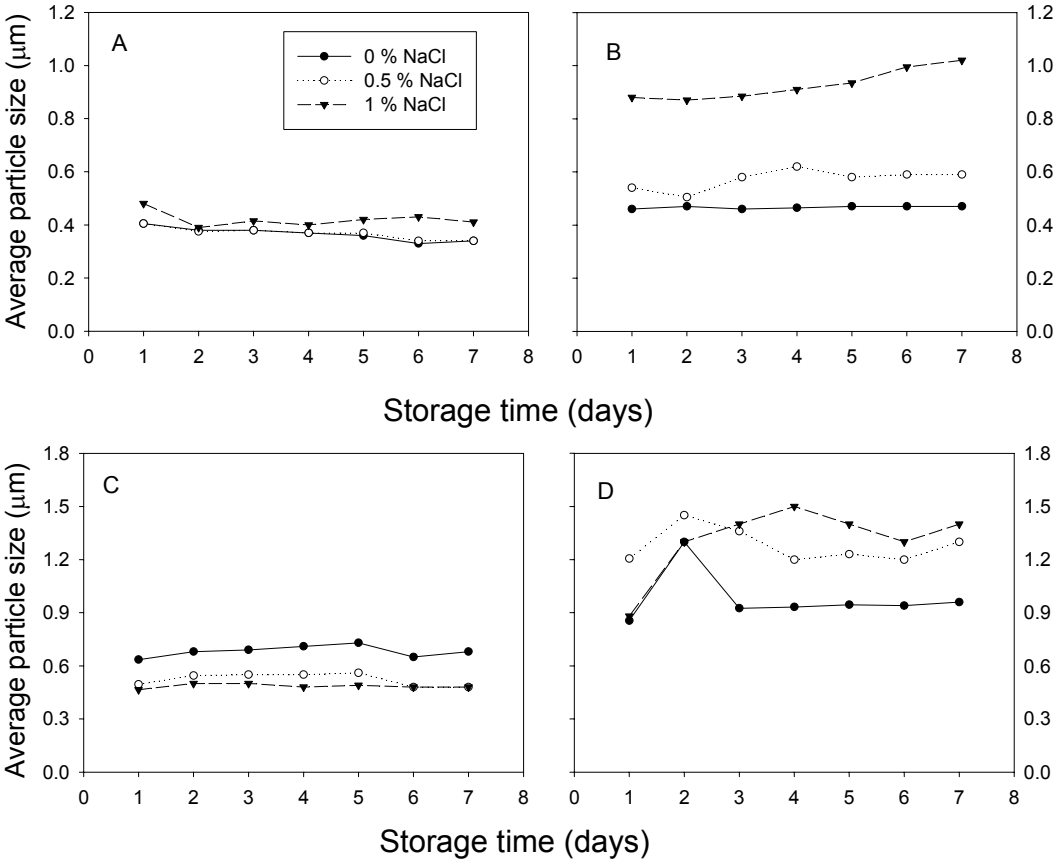 1.2 1.2
A B
0 % NaCl
0.5 % NaCl
1 % NaCl
1.0 1.0
0.8 0.8
0.6 0.6
0.4 0.4
0.2 0.2
0.0 0.0
Average particle size (μm)
0 1 2 3 4 5 6 7 8 0 1 2 3 4 5 6 7 8
Storage time (days)
1.8 1.8
C D
1.5 1.5
1.2 1.2
0.9 0.9
0.6 0.6
0.3 0.3
0.0 0.0
Average particle size (μm)
0 1 2 3 4 5 6 7 8 0 1 2 3 4 5 6 7 8
Storage time (days)